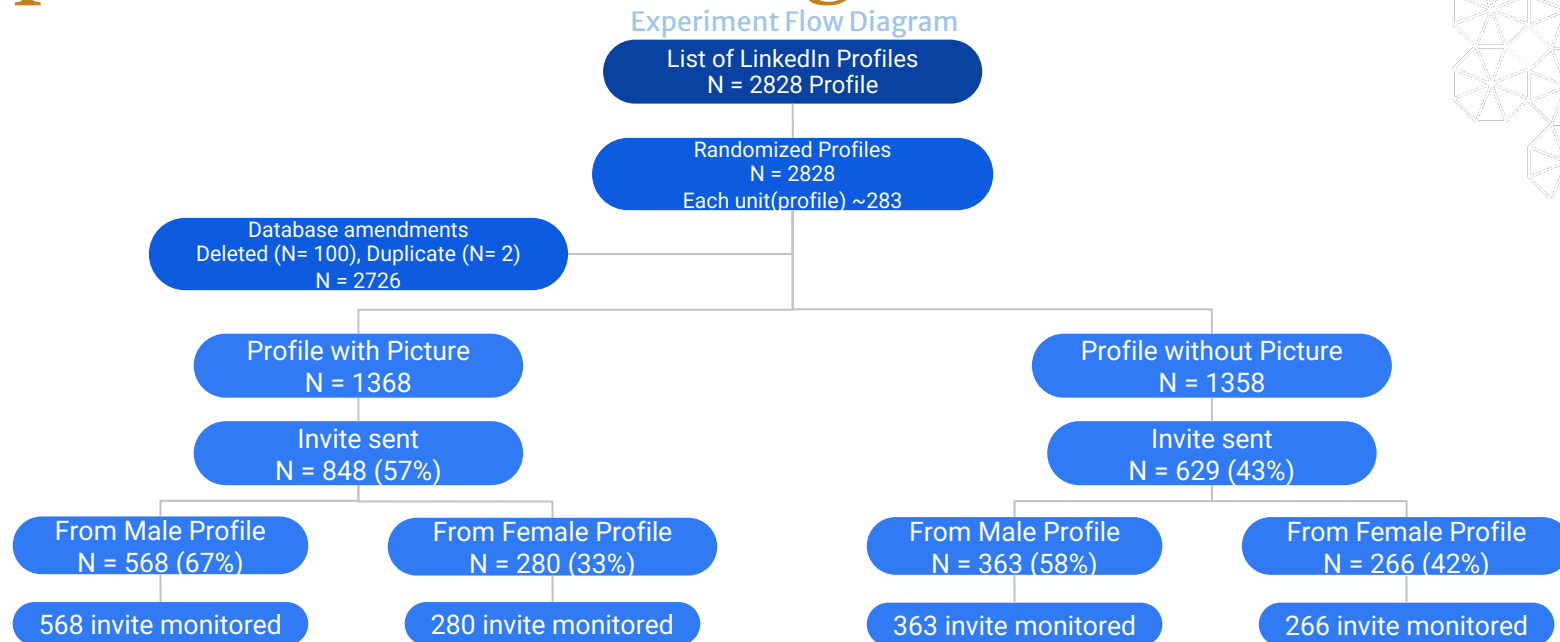 Experiment Flow Diagram
List of LinkedIn Profiles
N = 2828 Profile
Randomized Profiles
N = 2828
Each unit(profile) ~283
Database amendments
Deleted (N= 100), Duplicate (N= 2)
N = 2726
Profile with Picture
N = 1368
Profile without Picture
N = 1358
Invite sent
N = 848 (57%)
Invite sent
N = 629 (43%)
From Male Profile
N = 568 (67%)
From Female Profile
N = 280 (33%)
From Male Profile
N = 363 (58%)
From Female Profile
N = 266 (42%)
568 invite monitored
280 invite monitored
363 invite monitored
266 invite monitored